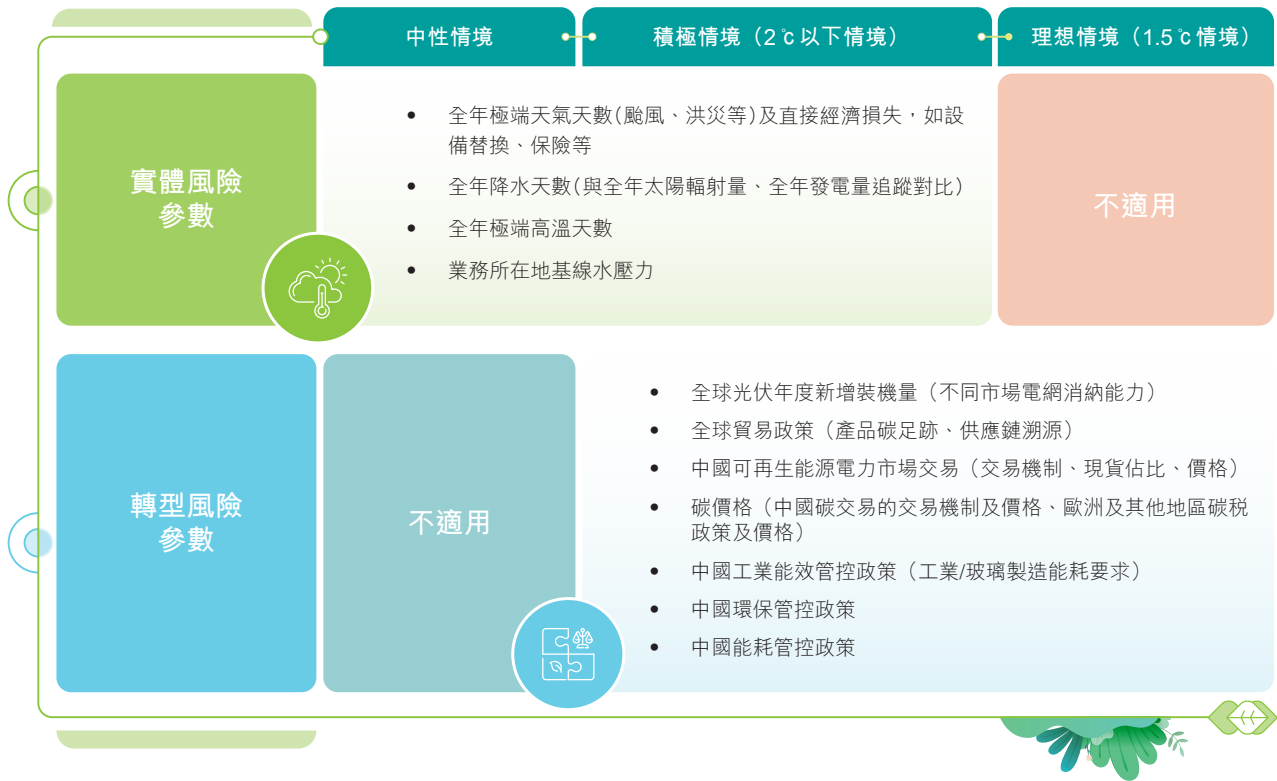 中性情境
積極情境（2℃以下情境）
理想情境（1.5℃情境）
實體風險
參數
• 全年極端天氣天數(颱風、洪災等)及直接經濟損失，如設
備替換、保險等
• 全年降水天數(與全年太陽輻射量、全年發電量追蹤對比)
• 全年極端高溫天數
• 業務所在地基線水壓力
不適用
轉型風險
參數
不適用
• 全球光伏年度新增裝機量（不同市場電網消納能力）
• 全球貿易政策（產品碳足跡、供應鏈溯源）
• 中國可再生能源電力市場交易（交易機制、現貨佔比、價格）
• 碳價格（中國碳交易的交易機制及價格、歐洲及其他地區碳稅
政策及價格）
• 中國工業能效管控政策（工業/玻璃製造能耗要求）
• 中國環保管控政策
• 中國能耗管控政策